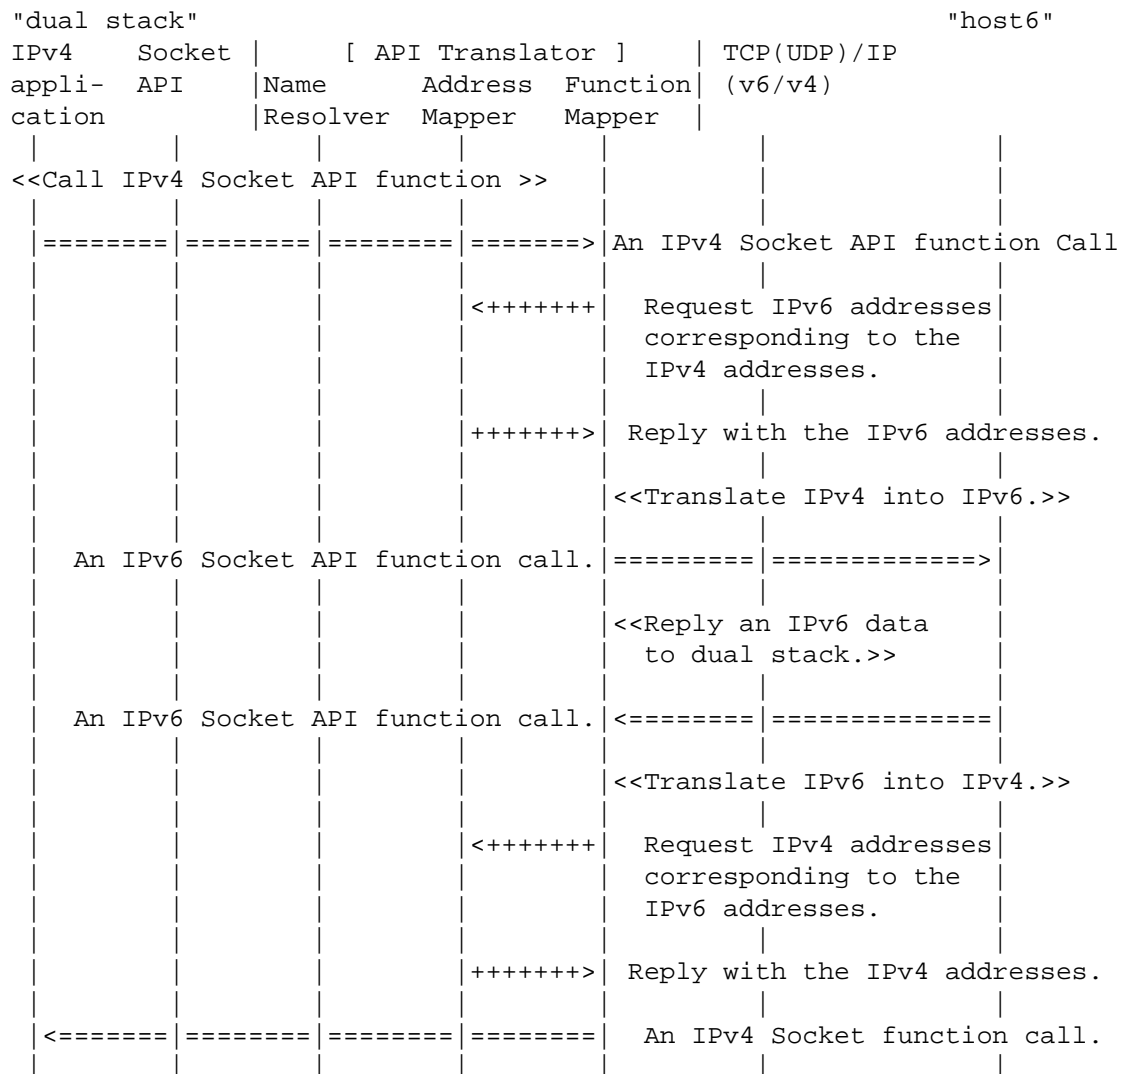 "dual stack" "host6"
IPv4 Socket | [ API Translator ] | TCP(UDP)/IP
appli- API |Name Address Function| (v6/v4)
cation |Resolver Mapper Mapper |
| | | | | | |
<<Call IPv4 Socket API function >> | | |
| | | | | | |
|========|========|========|=======>|An IPv4 Socket API function Call
| | | | | | |
| | | |<+++++++| Request IPv6 addresses|
| | | | | corresponding to the |
| | | | | IPv4 addresses. |
| | | | | | |
| | | |+++++++>| Reply with the IPv6 addresses.
| | | | | | |
| | | | |<<Translate IPv4 into IPv6.>>
| | | | | | |
| An IPv6 Socket API function call.|=========|=============>|
| | | | | | |
| | | | |<<Reply an IPv6 data |
| | | | | to dual stack.>> |
| | | | | | |
| An IPv6 Socket API function call.|<========|==============|
| | | | | | |
| | | | |<<Translate IPv6 into IPv4.>>
| | | | | | |
| | | |<+++++++| Request IPv4 addresses|
| | | | | corresponding to the |
| | | | | IPv6 addresses. |
| | | | | | |
| | | |+++++++>| Reply with the IPv4 addresses.
| | | | | | |
|<=======|========|========|========| An IPv4 Socket function call.
| | | | | | |